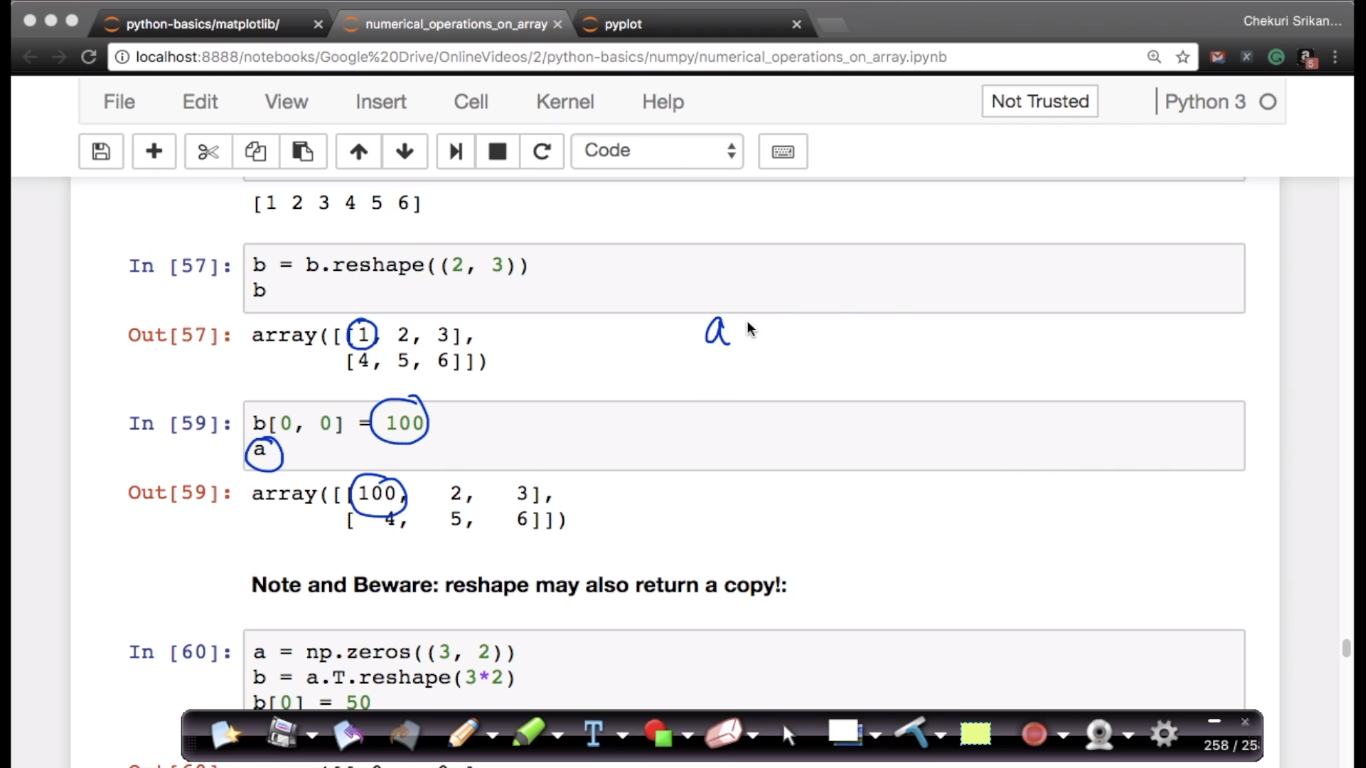 python-basics/matplotlib/ numerical_operations_on_array pyplot Chekuri Srikan...
localhost:8888/notebooks/Google%20Drive/OnlineVideos/2/python-basics/numpy/numerical_operations_on_array.ipynb
File Edit View Insert Cell Kernel Help Not Trusted Python 3
Code
[1 2 3 4 5 6]
In [57]: b = b.reshape((2, 3))
b
Out[57]: array([[1, 2, 3],
[4, 5, 6]])
a
In [59]: b[0, 0] = 100
a
Out[59]: array([[100, 2, 3],
[ 4, 5, 6]])
Note and Beware: reshape may also return a copy!:
In [60]: a = np.zeros((3, 2))
b = a.T.reshape(3*2)
b[0] = 50
T
258 / 25